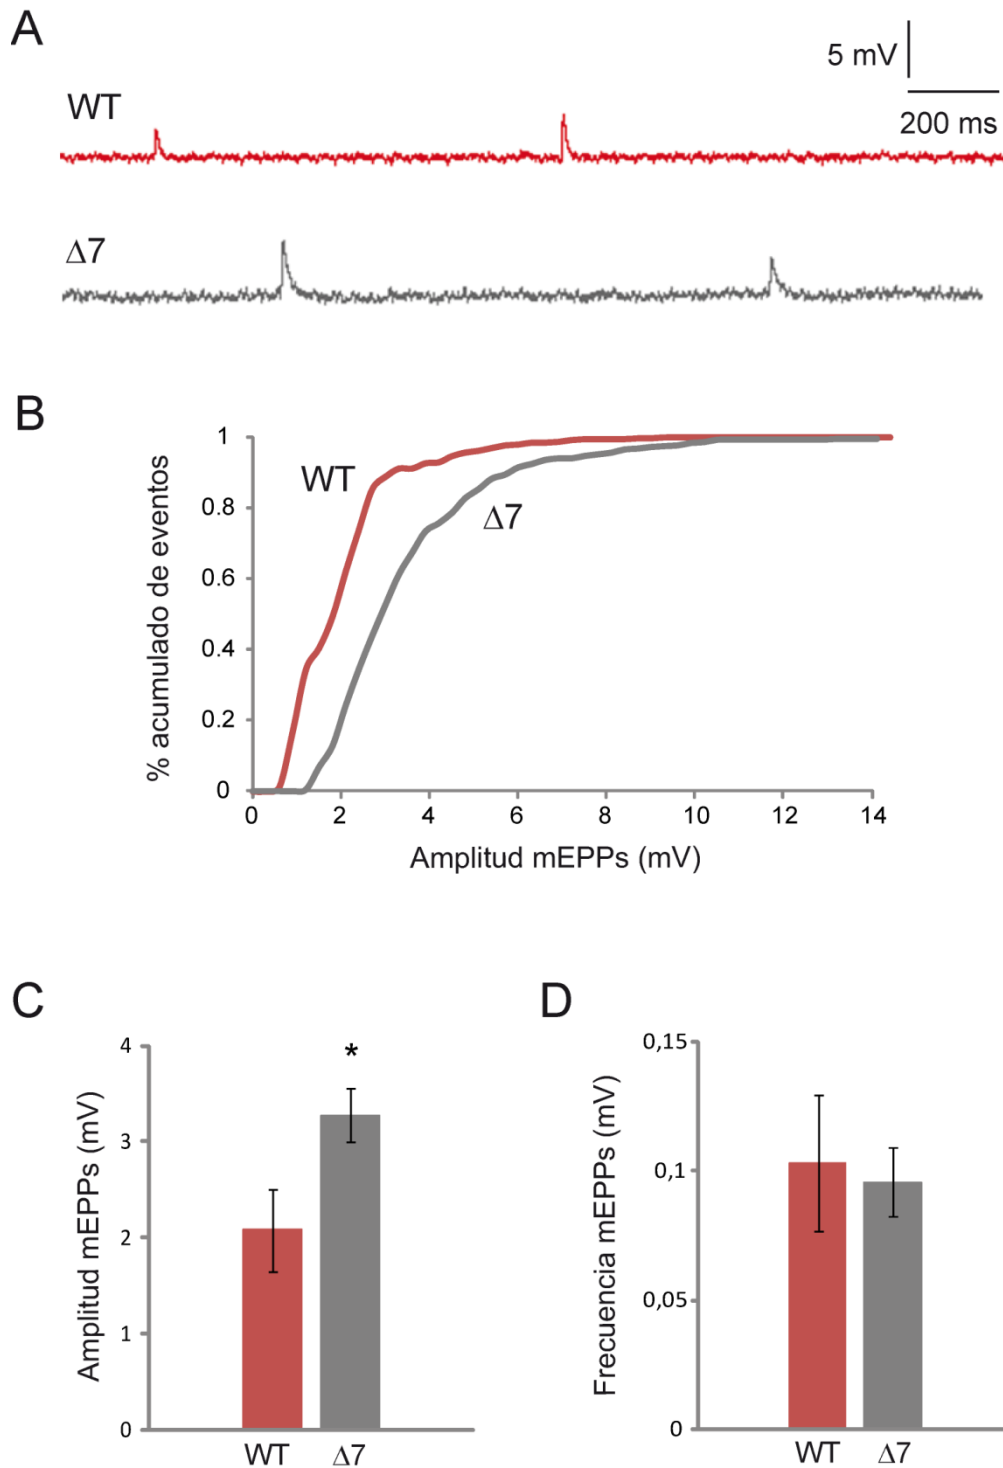 A
5 mV
200 ms
WT
Δ7
B
% acumulado de eventos
1
0.8
0.6
0.4
0.2
0
WT
Δ7
0 2 4 6 8 10 12 14
Amplitud mEPPs (mV)
C
Amplitud mEPPs (mV)
4
3
2
1
0
*
WT Δ7
D
Frecuencia mEPPs (mV)
0,15
0,1
0,05
0
WT Δ7